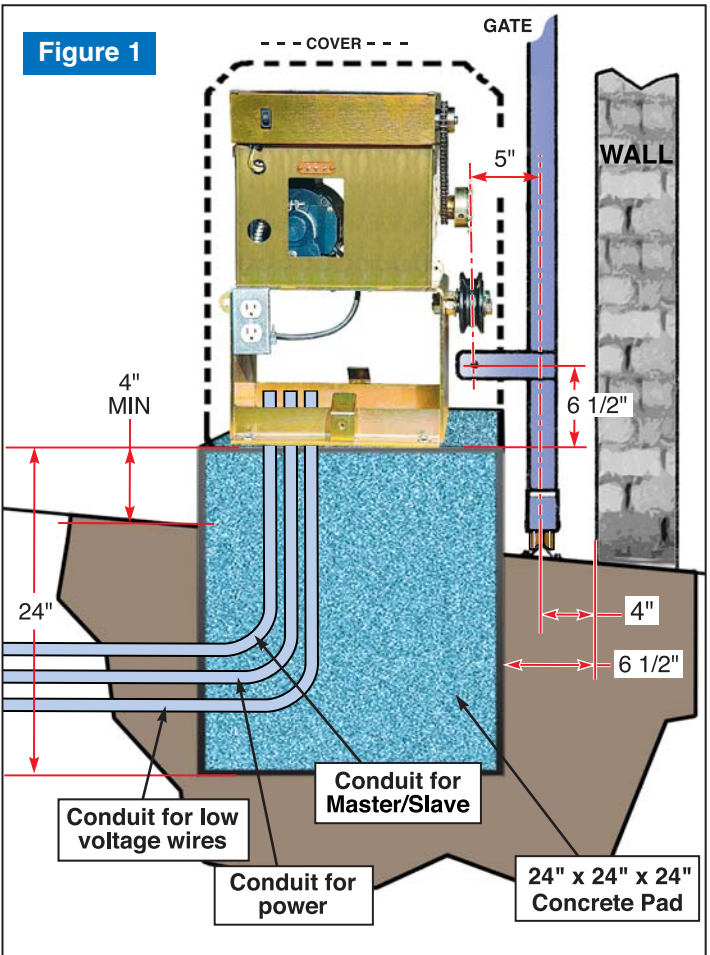 Figure 1
- - - - COVER - - - -
GATE
WALL
5"
4"
MIN
6 1/2"
24"
4"
6 1/2"
Conduit for
Master/Slave
Conduit for low
voltage wires
Conduit for
power
24" x 24" x 24"
Concrete Pad